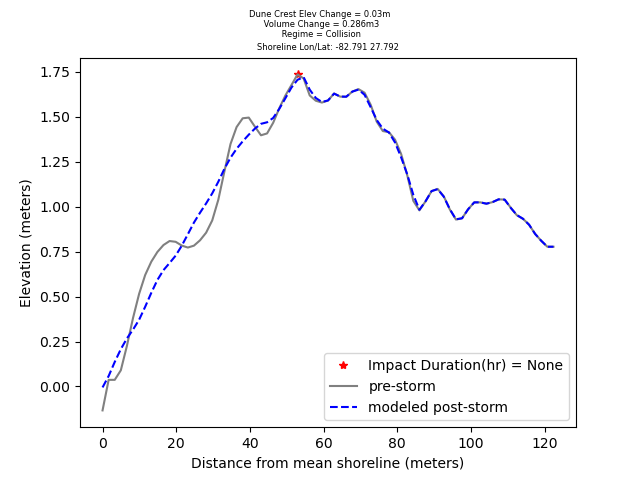 Dune Crest Elev Change = 0.03m
Volume Change = 0.286m3
Regime = Collision
Shoreline Lon/Lat: -82.791 27.792
1.75
1.50
1.25
1.00
0.75
0.50
0.25
0.00
Elevation (meters)
Impact Duration(hr) = None
pre-storm
modeled post-storm
0 20 40 60 80 100 120
Distance from mean shoreline (meters)